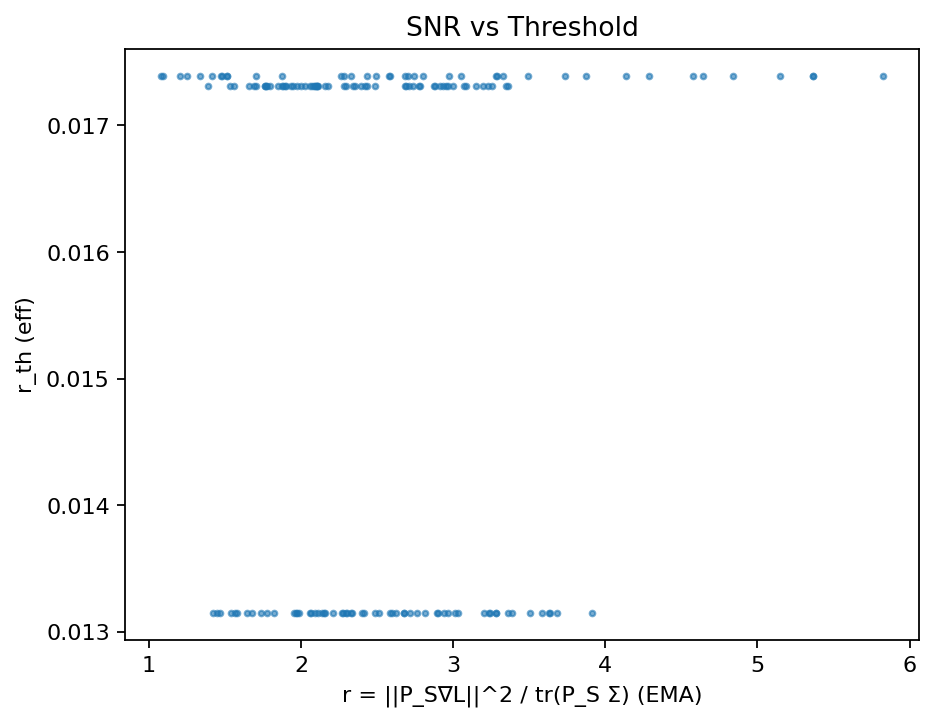 SNR vs Threshold
r_th (eff)
0.017
0.016
0.015
0.014
0.013
1 2 3 4 5 6
r = ||P_S∇L||^2 / tr(P_S Σ) (EMA)